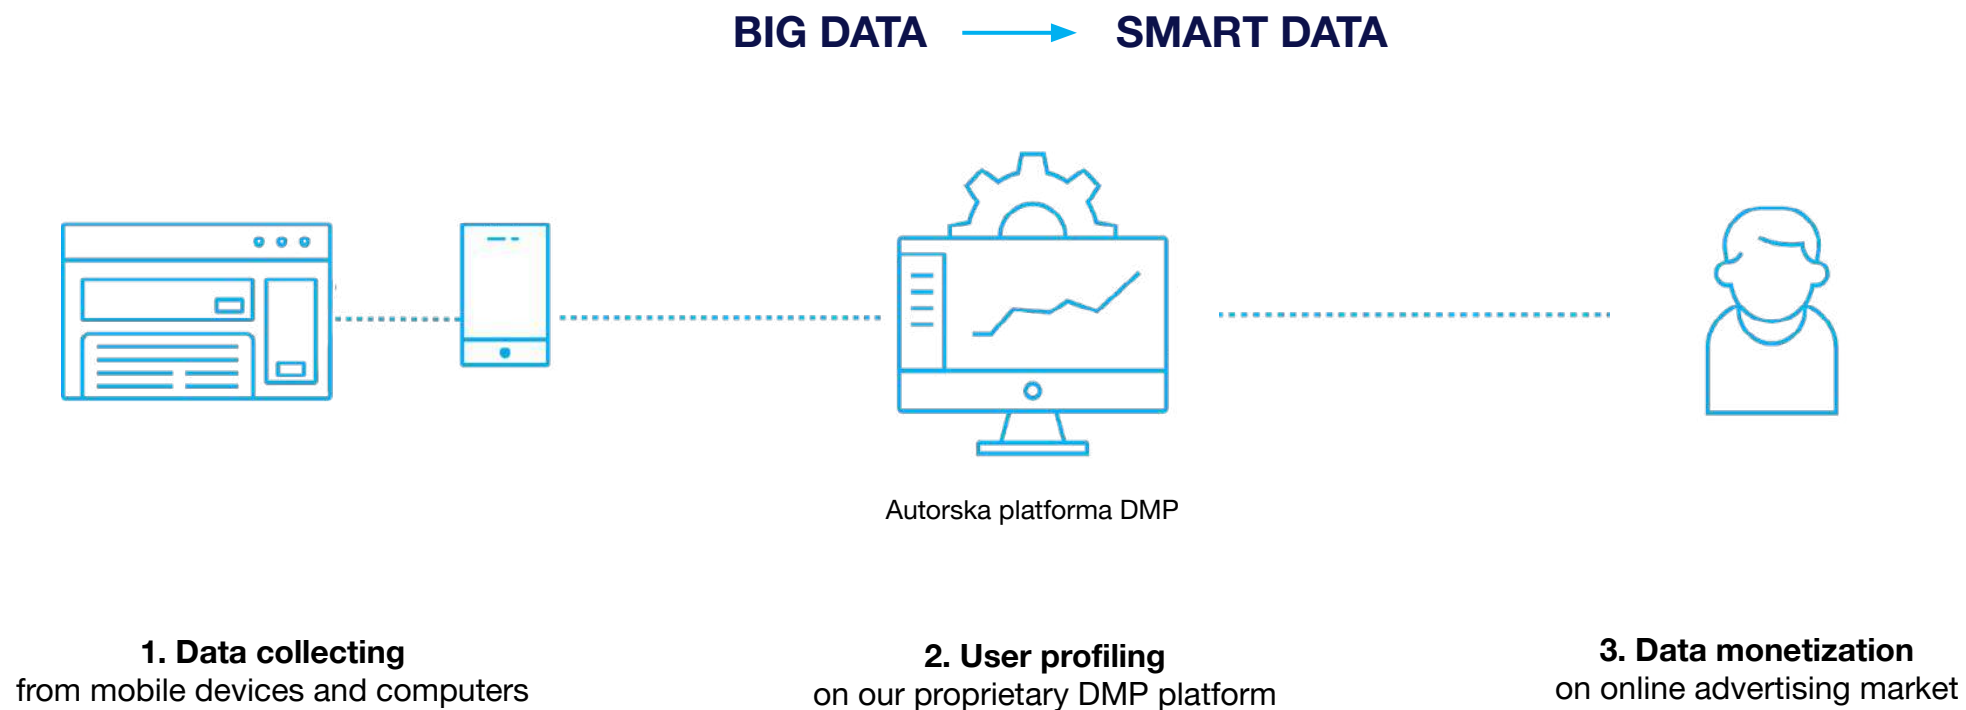 BIG DATA → SMART DATA
Autorska platforma DMP
1. Data collecting
from mobile devices and computers
2. User profiling
on our proprietary DMP platform
3. Data monetization
on online advertising market